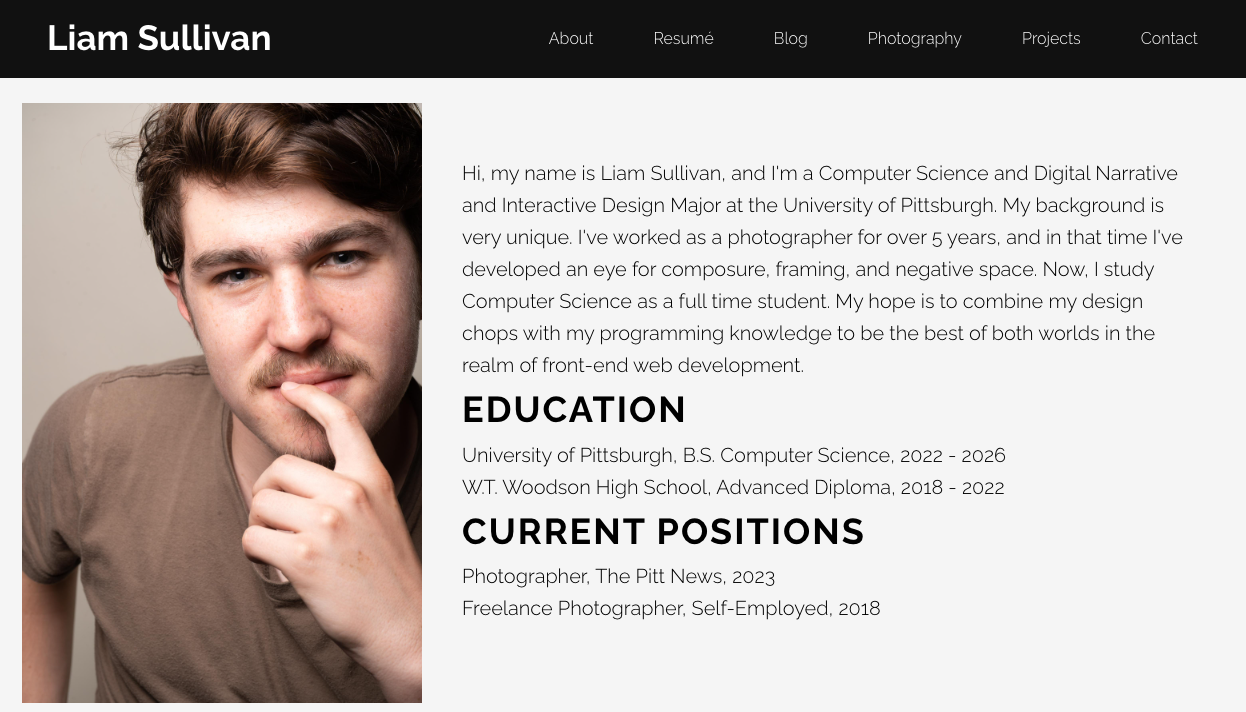 Liam Sullivan
About Resumé Blog Photography Projects Contact
Hi, my name is Liam Sullivan, and I'm a Computer Science and Digital Narrative
and Interactive Design Major at the University of Pittsburgh. My background is
very unique. I've worked as a photographer for over 5 years, and in that time I've
developed an eye for composure, framing, and negative space. Now, I study
Computer Science as a full time student. My hope is to combine my design
chops with my programming knowledge to be the best of both worlds in the
realm of front-end web development.
EDUCATION
University of Pittsburgh, B.S. Computer Science, 2022 - 2026
W.T. Woodson High School, Advanced Diploma, 2018 - 2022
CURRENT POSITIONS
Photographer, The Pitt News, 2023
Freelance Photographer, Self-Employed, 2018